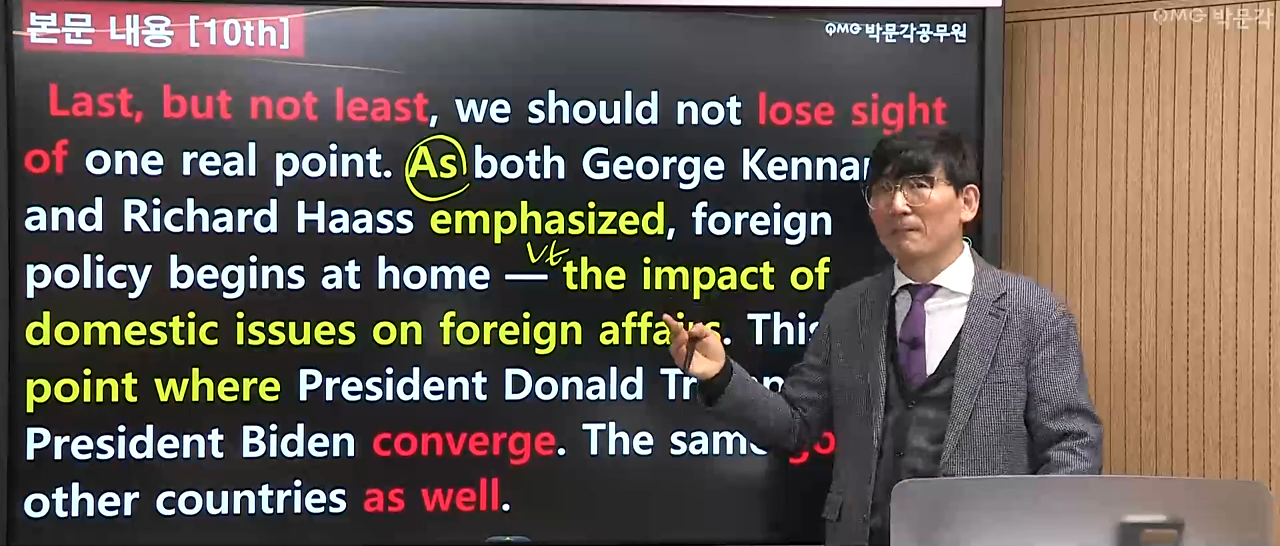 본문 내용 [10th]
PMG 박문각공무원
PMG 박문각
Last, but not least, we should not lose sight
of one real point. As both George Kennan
and Richard Haass emphasized, foreign
vt
policy begins at home — the impact of
domestic issues on foreign affairs. This
point where President Donald
President Biden converge. The same
other countries as well.